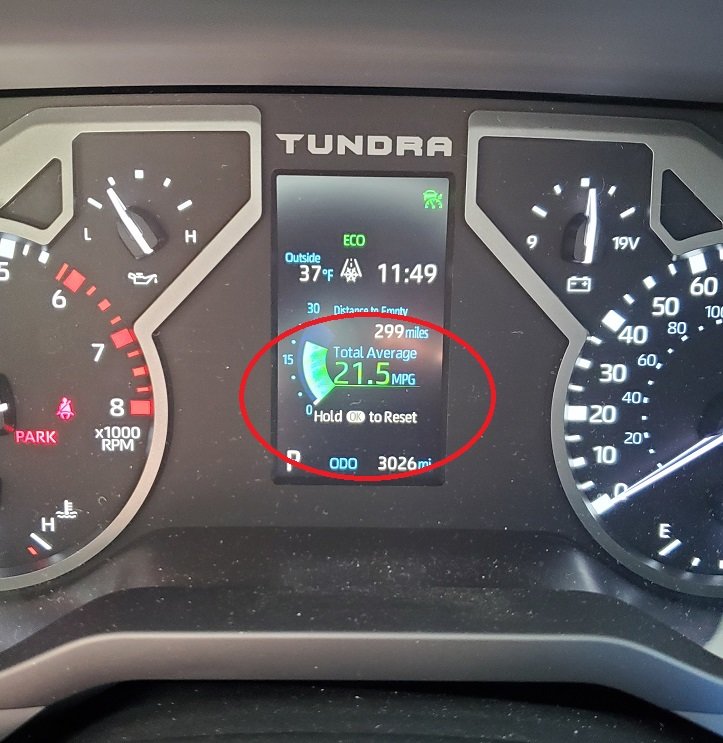 TUNDRA
L
H
9
19V
ECO
Outside
37°F
11:49
30
Distance to Empty
299 miles
15
Total Average
21.5 MPG
0
Hold OK to Reset
P
ODO
3026 mi
5
6
7
8
x1000
RPM
PARK
H
60
50
40
30
20
10
0
100
80
60
40
20
E